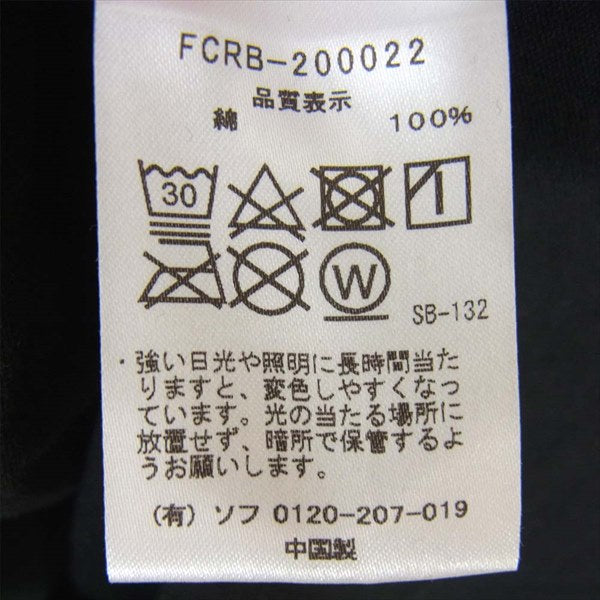 FCRB-200022
品質表示
綿 100%
30
W
SB-132
・強い日光や照明に長時間当た
りますと、変色しやすくなっ
ています。光の当たる場所に
放置せず、暗所で保管するよ
うお願いします。
(有) ソフ 0120-207-019
中国製